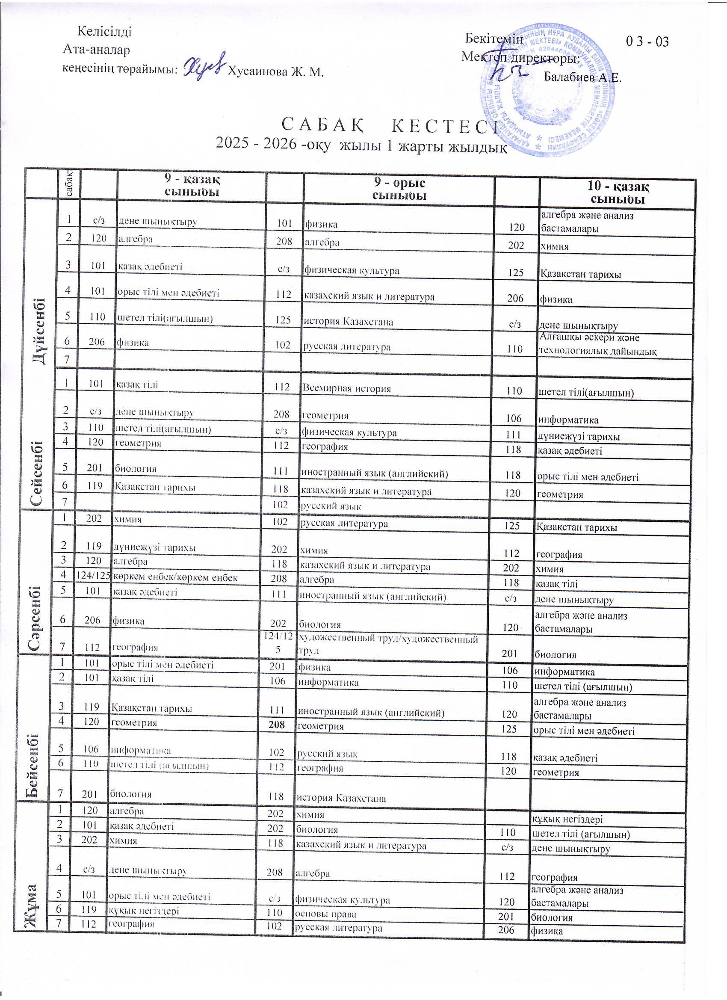 Келісілді
Ата-аналар
кеңесінің төрайымы: Хусаинова Ж. М.
Бекітемін 0 3 - 03
Мектеп директоры:
Балабиев А.Е.
С А Б А Қ К Е С Т Е С І
2025 - 2026 -оқу жылы 1 жарты жылдық
сабақ 9 - қазақ сыныбы 9 - орыс сыныбы 10 - қазақ сыныбы
Дүйсенбі
1 с/з дене шынықтыру 101 физика 120 алгебра және анализ бастамалары
2 120 алгебра 208 алгебра 202 химия
3 101 қазақ әдебиеті с/з физическая культура 125 Қазақстан тарихы
4 101 орыс тілі мен әдебиеті 112 казахский язык и литература 206 физика
5 110 шетел тілі(ағылшын) 125 история Казахстана с/з дене шынықтыру
6 206 физика 102 русская литература 110 Алғашқы әскери және технологиялық дайындық
7
Сейсенбі
1 101 қазақ тілі 112 Всемирная история 110 шетел тілі(ағылшын)
2 с/з дене шынықтыру 208 геометрия 106 информатика
3 110 шетел тілі(ағылшын) с/з физическая культура 111 дүниежүзі тарихы
4 120 геометрия 112 география 118 қазақ әдебиеті
5 201 биология 111 иностранный язык (английский) 118 орыс тілі мен әдебиеті
6 119 Қазақстан тарихы 118 казахский язык и литература 120 геометрия
7 102 русский язык
Сәрсенбі
1 202 химия 102 русская литература 125 Қазақстан тарихы
2 119 дүниежүзі тарихы 202 химия 112 география
3 120 алгебра 118 казахский язык и литература 202 химия
4 124/125 көркем еңбек/көркем еңбек 208 алгебра 118 қазақ тілі
5 101 қазақ әдебиеті 111 иностранный язык (английский) с/з дене шынықтыру
6 206 физика 202 биология 120 алгебра және анализ бастамалары
7 112 география 124/125 художественный труд/художественный труд 201 биология
Бейсенбі
1 101 орыс тілі мен әдебиеті 201 физика 106 информатика
2 101 қазақ тілі 106 информатика 110 шетел тілі (ағылшын)
3 119 Қазақстан тарихы 111 иностранный язык (английский) 120 алгебра және анализ бастамалары
4 120 геометрия 208 геометрия 125 орыс тілі мен әдебиеті
5 106 информатика 102 русский язык 118 қазақ әдебиеті
6 110 шетел тілі (ағылшын) 112 география 120 геометрия
7 201 биология 118 история Казахстана
Жұма
1 120 алгебра 202 химия құқық негіздері
2 101 қазақ әдебиеті 202 биология 110 шетел тілі (ағылшын)
3 202 химия 118 казахский язык и литература с/з дене шынықтыру
4 с/з дене шынықтыру 208 алгебра 112 география
5 101 орыс тілі мен әдебиеті с/з физическая культура 120 алгебра және анализ бастамалары
6 119 құқық негіздері 110 основы права 201 биология
7 112 география 102 русская литература 206 физика